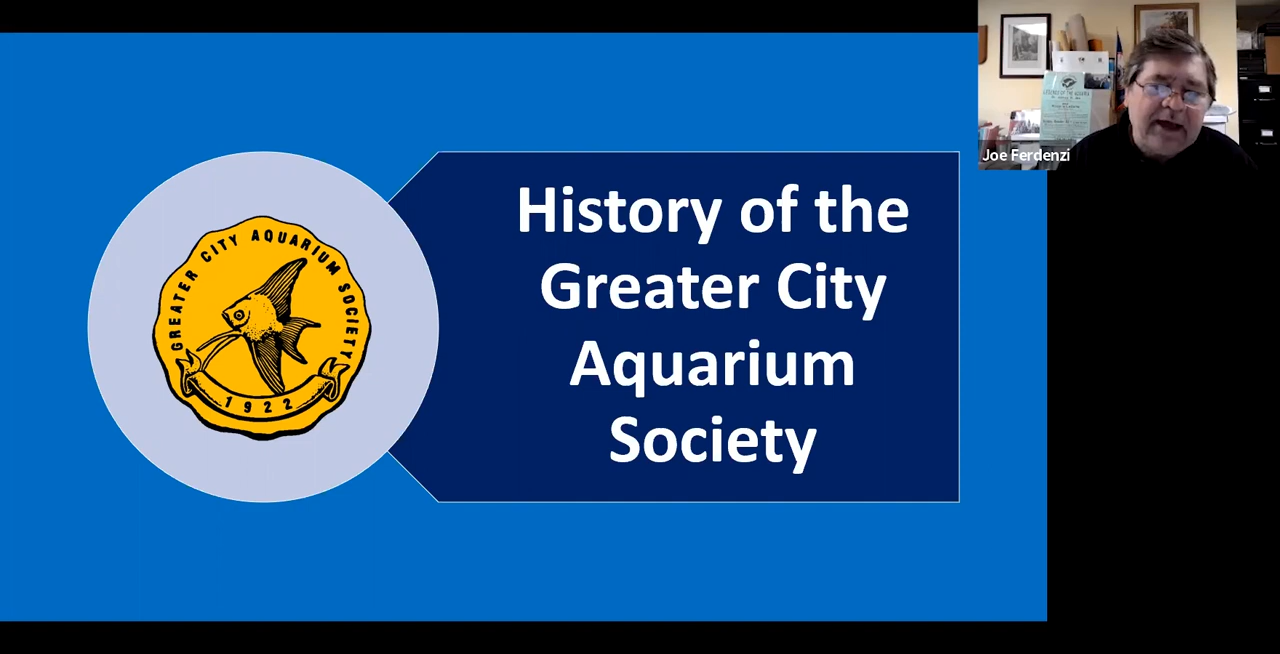 History of the
Greater City
Aquarium
Society
GREATER CITY AQUARIUM SOCIETY
1922
Joe Ferdenzi